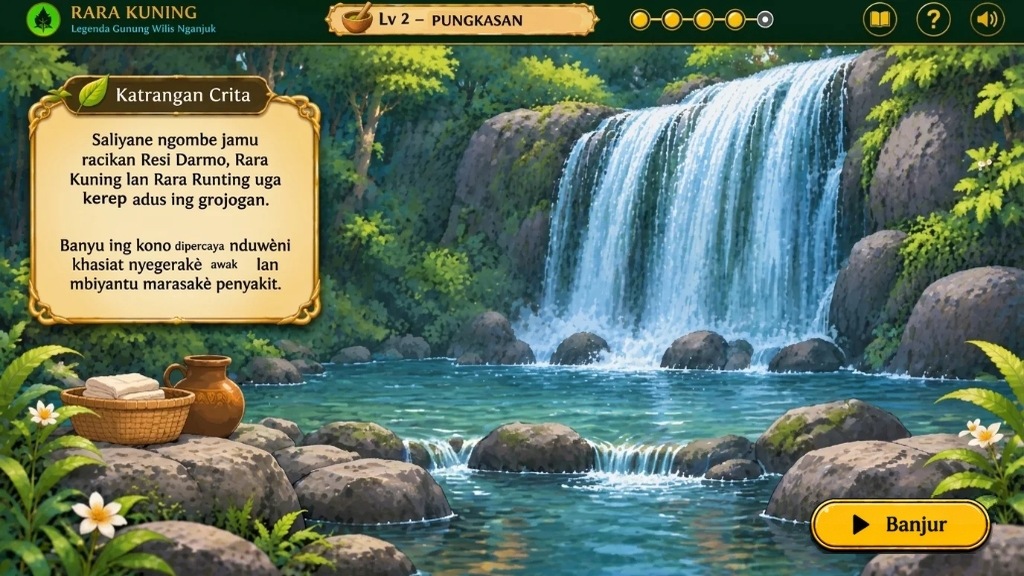 RARA KUNING
Legenda Gunung Wilis Nganjuk
Lv 2 – PUNGKASAN
?
Katrangan Crita
Saliyane ngombe jamu
racikan Resi Darmo, Rara
Kuning lan Rara Runting uga
kerep adus ing grojogan.
Banyu ing kono dipercaya nduwèni
khasiat nyegerakè awak lan
mbiyantu marasakè penyakit.
Banjur